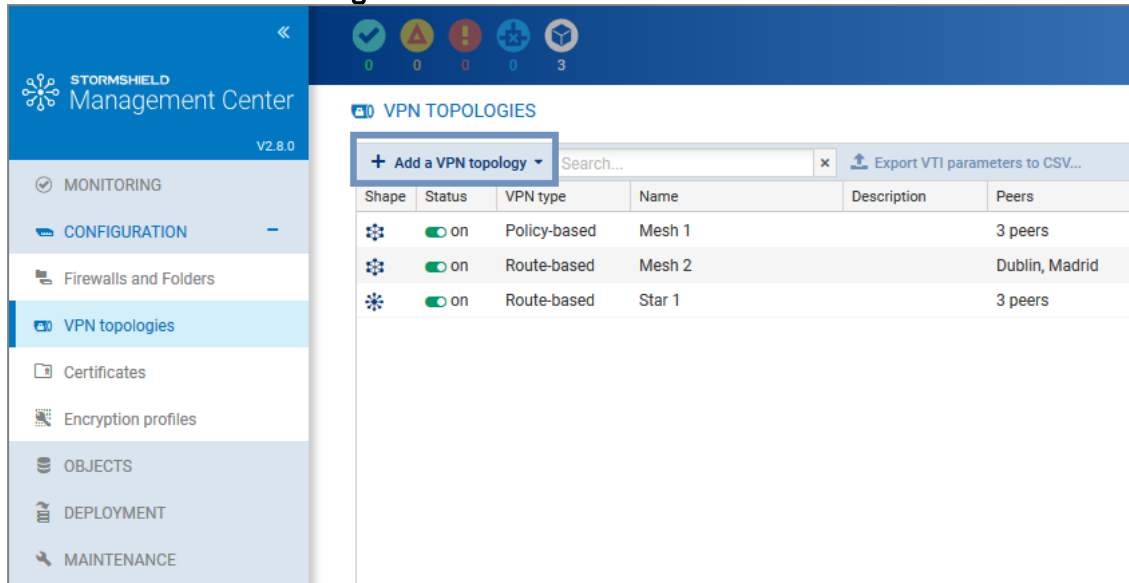 «
0 0 0 0 3
STORMSHIELD
Management Center
V2.8.0
MONITORING
CONFIGURATION
Firewalls and Folders
VPN topologies
Certificates
Encryption profiles
OBJECTS
DEPLOYMENT
MAINTENANCE
VPN TOPOLOGIES
+ Add a VPN topology Search... x Export VTI parameters to CSV...
Shape Status VPN type Name Description Peers
on Policy-based Mesh 1 3 peers
on Route-based Mesh 2 Dublin, Madrid
on Route-based Star 1 3 peers